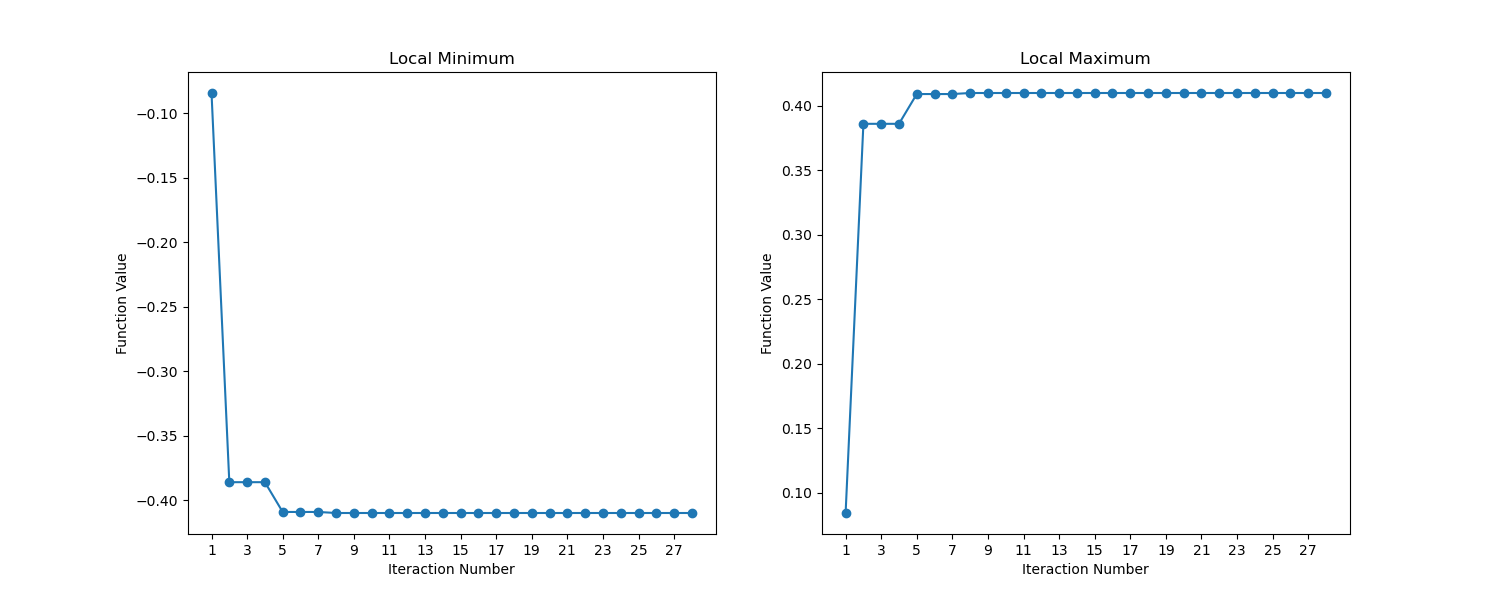 Local Minimum
−0.10
−0.15
−0.20
−0.25
−0.30
−0.35
−0.40
Function Value
1 3 5 7 9 11 13 15 17 19 21 23 25 27
Iteraction Number
Local Maximum
0.40
0.35
0.30
0.25
0.20
0.15
0.10
Function Value
1 3 5 7 9 11 13 15 17 19 21 23 25 27
Iteraction Number